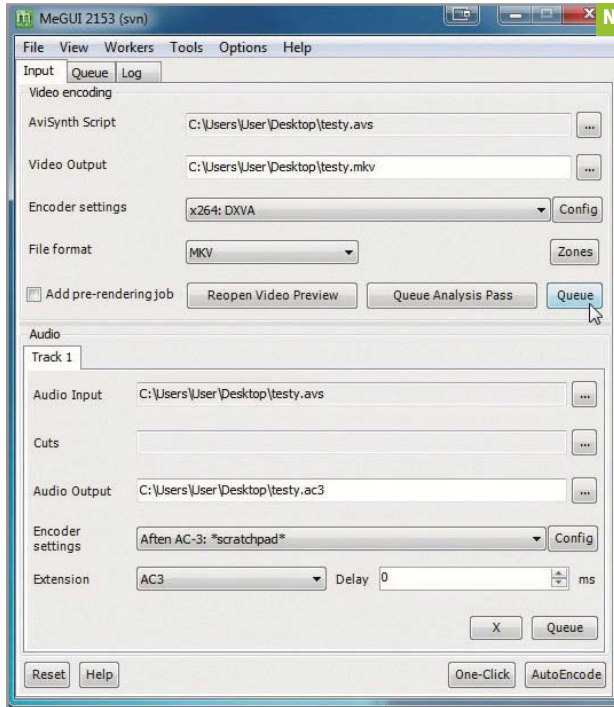 MeGUI 2153 (svn)
N
File View Workers Tools Options Help
Input Queue Log
Video encoding
AviSynth Script C:\Users\User\Desktop\testy.avs ...
Video Output C:\Users\User\Desktop\testy.mkv ...
Encoder settings x264: DXVA Config
File format MKV Zones
Add pre-rendering job Reopen Video Preview Queue Analysis Pass Queue
Audio
Track 1
Audio Input C:\Users\User\Desktop\testy.avs ...
Cuts ...
Audio Output C:\Users\User\Desktop\testy.ac3 ...
Encoder
settings Aften AC-3: *scratchpad* Config
Extension AC3 Delay 0 ms
X Queue
Reset Help One-Click AutoEncode